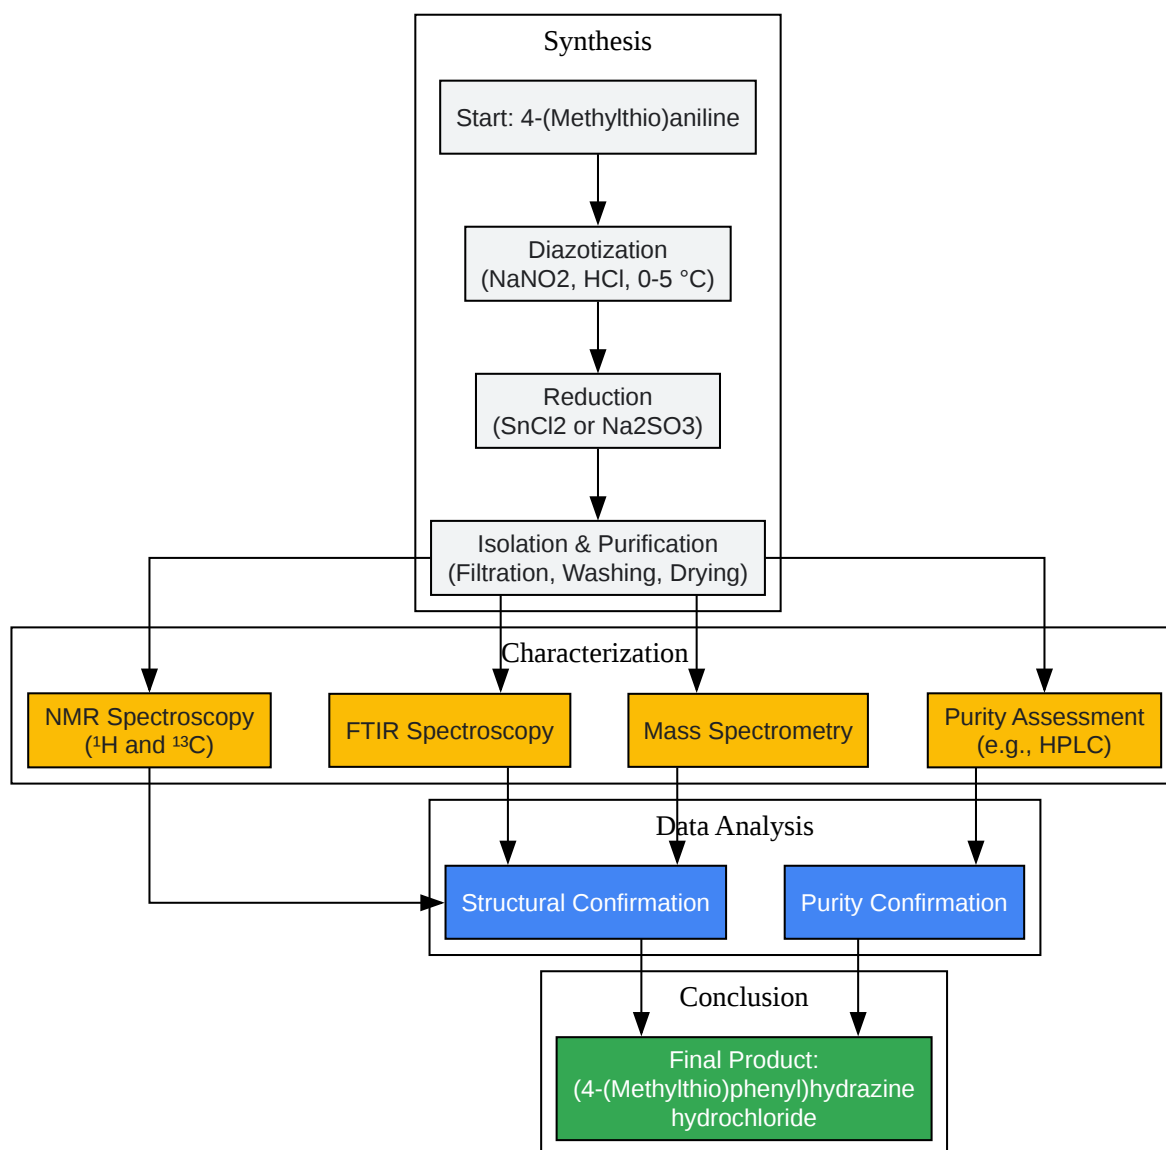 Synthesis
Start: 4-(Methylthio)aniline
Diazotization
(NaNO2, HCl, 0-5 °C)
Reduction
(SnCl2 or Na2SO3)
Isolation & Purification
(Filtration, Washing, Drying)
Characterization
NMR Spectroscopy
(¹H and ¹³C)
FTIR Spectroscopy
Mass Spectrometry
Purity Assessment
(e.g., HPLC)
Data Analysis
Structural Confirmation
Purity Confirmation
Conclusion
Final Product:
(4-(Methylthio)phenyl)hydrazine
hydrochloride